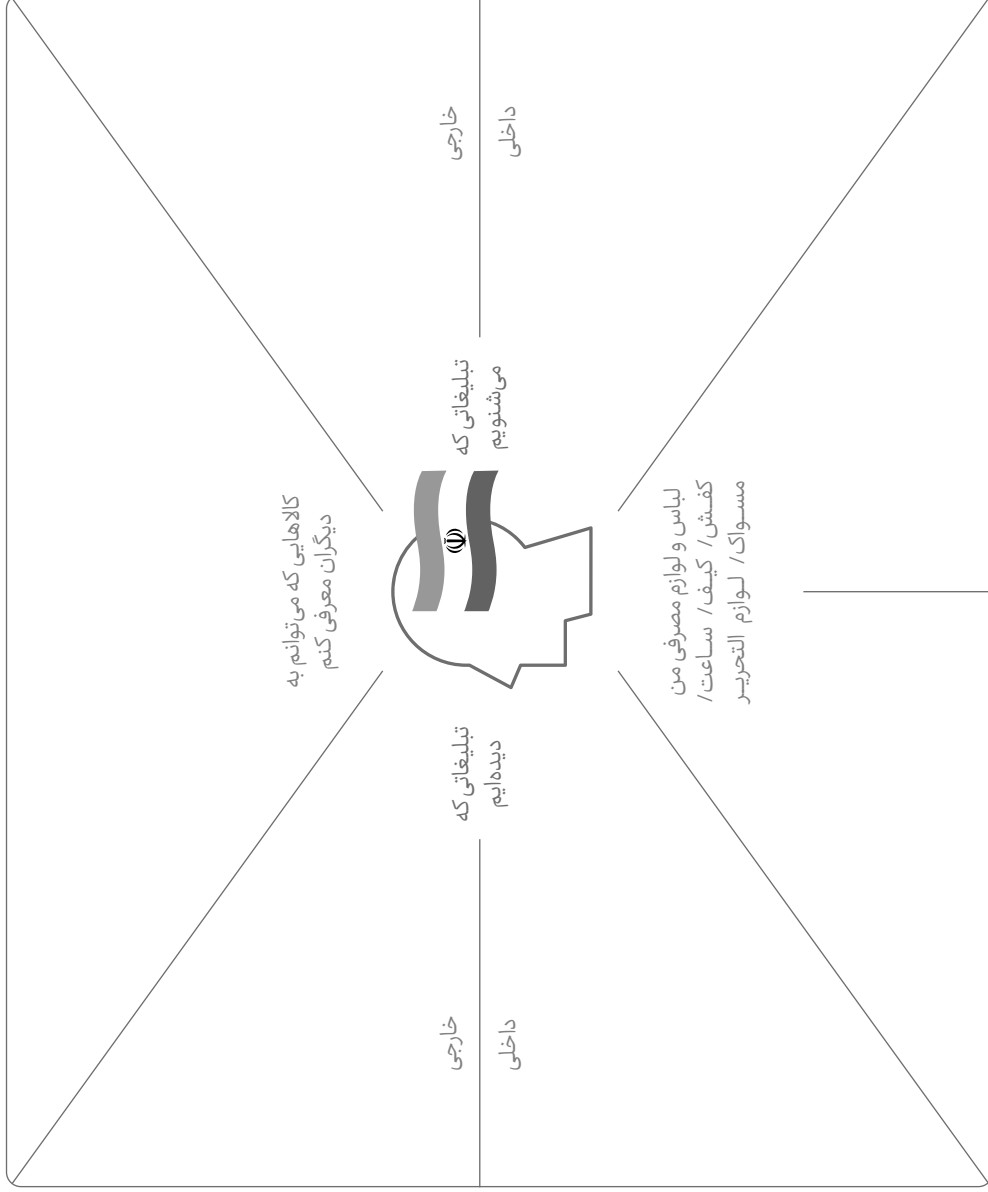 کالاهایی که می‌توانم به
دیگران معرفی کنم
تبلیغاتی که
می‌شنویم
خارجی
داخلی
تبلیغاتی که
دیده‌ایم
خارجی
داخلی
لباس و لوازم مصرفی من
کفش/ کیف/ ساعت/
مسواک/ لوازم التحریر